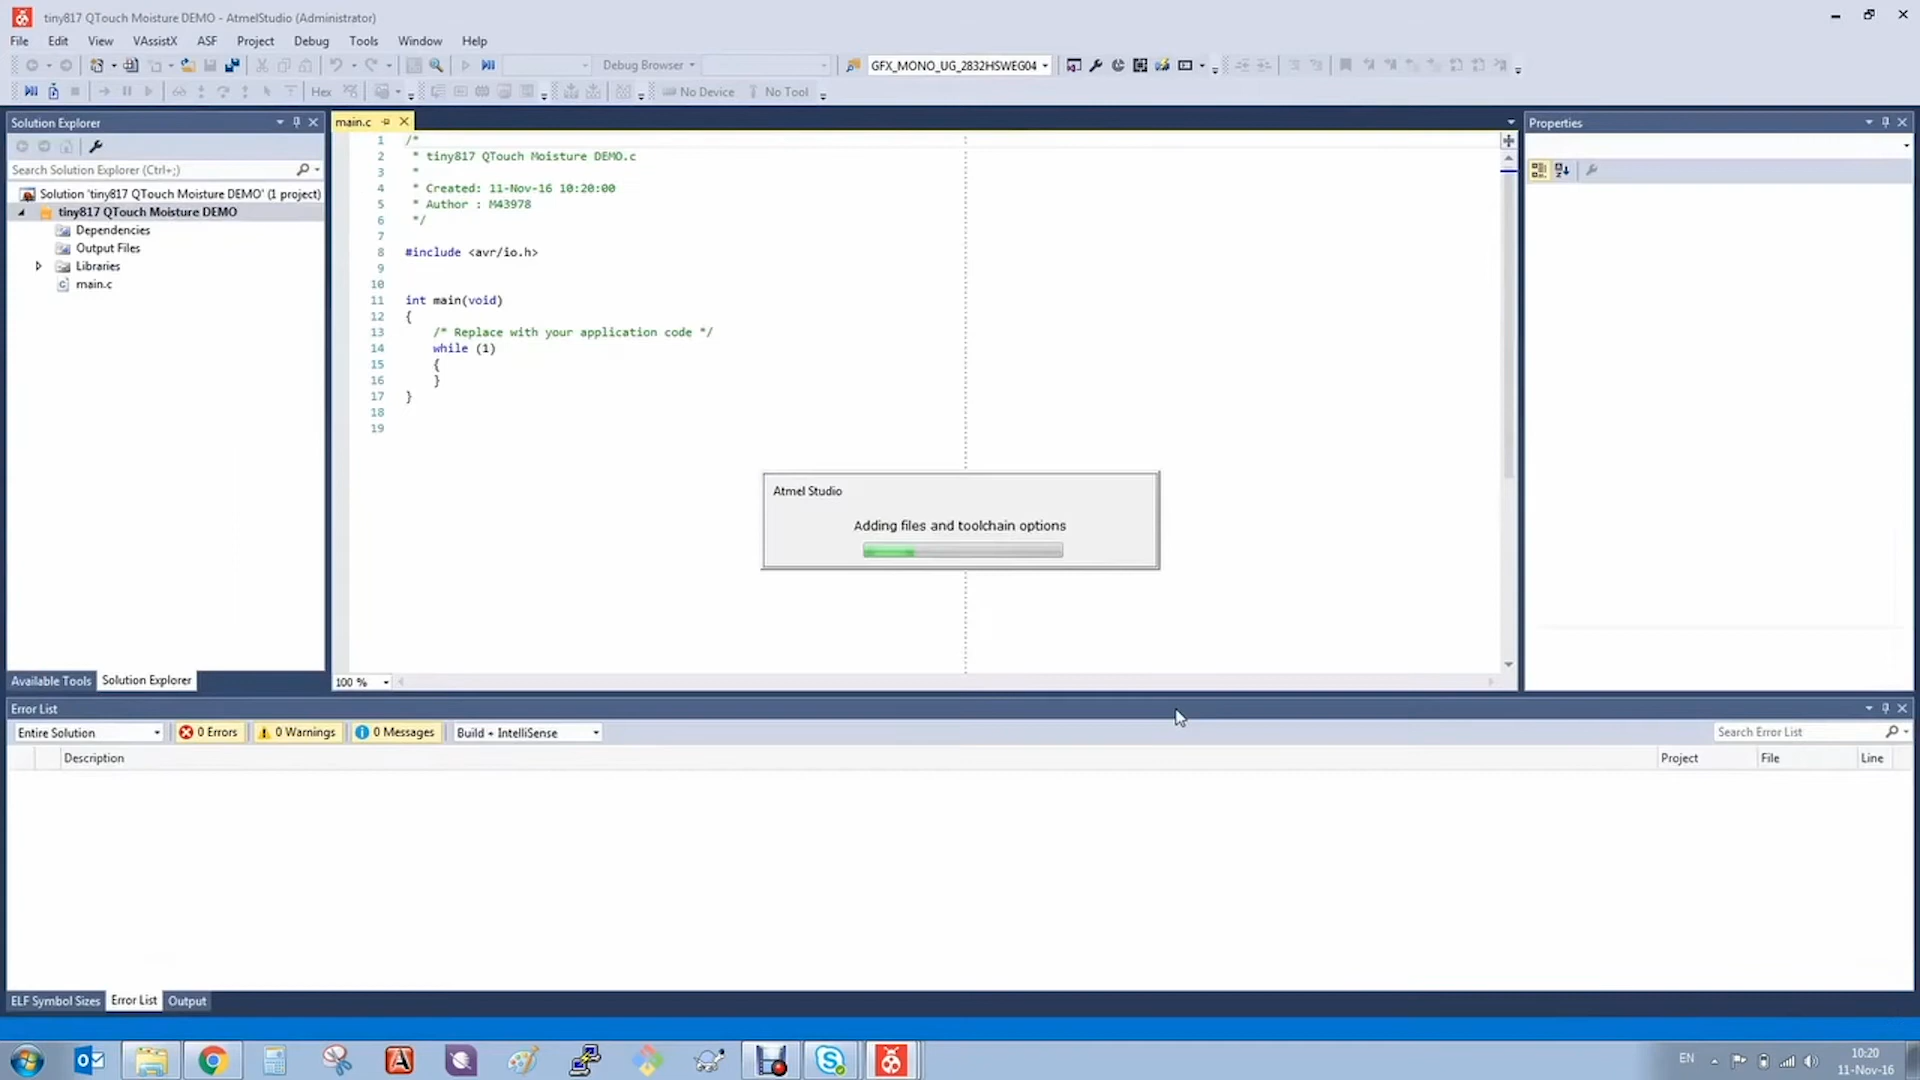 tiny817 QTouch Moisture DEMO - AtmelStudio (Administrator)
File Edit View VAssistX ASF Project Debug Tools Window Help
Debug Browser
GFX_MONO_UG_2832HSWEG04
Hex
No Device
No Tool
Solution Explorer
Search Solution Explorer (Ctrl+;)
Solution 'tiny817 QTouch Moisture DEMO' (1 project)
tiny817 QTouch Moisture DEMO
Dependencies
Output Files
Libraries
main.c
Available Tools
Solution Explorer
main.c
1 /*
2 * tiny817 QTouch Moisture DEMO.c
3 *
4 * Created: 11-Nov-16 10:20:00
5 * Author : M43978
6 */
7
8 #include <avr/io.h>
9
10
11 int main(void)
12 {
13 /* Replace with your application code */
14 while (1)
15 {
16 }
17 }
18
19
100 %
Atmel Studio
Adding files and toolchain options
Properties
Error List
Entire Solution
0 Errors
0 Warnings
0 Messages
Build + IntelliSense
Search Error List
Description Project File Line
ELF Symbol Sizes
Error List
Output
EN
10:20
11-Nov-16